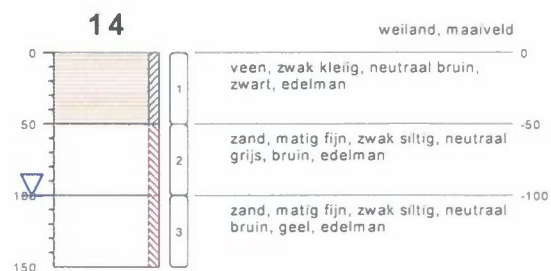 14
weiland, maaiveld
0
0
veen, zwak kleiig, neutraal bruin,
zwart, edelman
1
50
-50
zand, matig fijn, zwak siltig, neutraal
grijs, bruin, edelman
2
100
-100
zand, matig fijn, zwak siltig, neutraal
bruin, geel, edelman
3
150